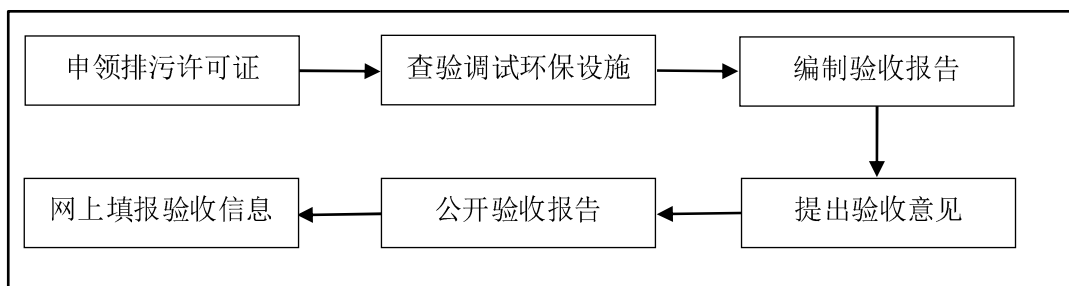 申领排污许可证
查验调试环保设施
编制验收报告
提出验收意见
公开验收报告
网上填报验收信息